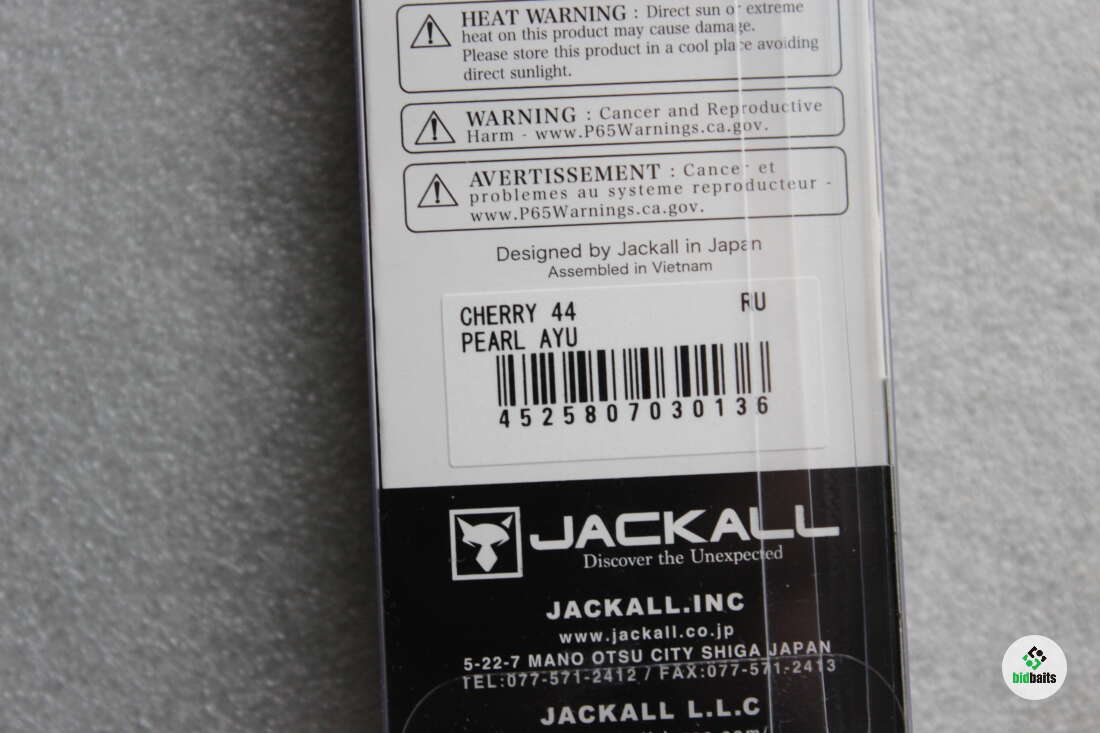 HEAT WARNING : Direct sun or extreme
heat on this product may cause damage.
Please store this product in a cool place avoiding
direct sunlight.
WARNING : Cancer and Reproductive
Harm - www.P65Warnings.ca.gov.
AVERTISSEMENT : Cancer et
problemes au systeme reproducteur -
www.P65Warnings.ca.gov.
Designed by Jackall in Japan
Assembled in Vietnam
CHERRY 44 RU
PEARL AYU
4525807030136
JACKALL
Discover the Unexpected
JACKALL.INC
www.jackall.co.jp
5-22-7 MANO OTSU CITY SHIGA JAPAN
TEL:077-571-2412 / FAX:077-571-2413
JACKALL L.L.C
bidbaits